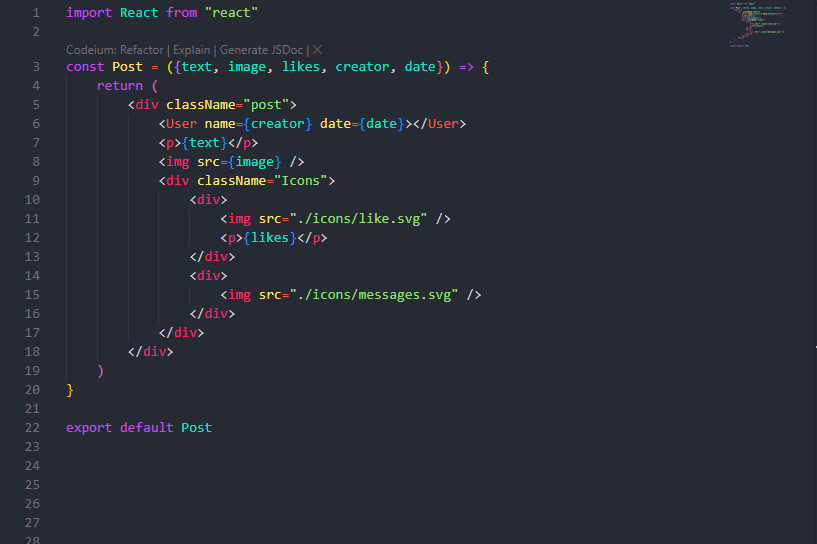 1 import React from "react"
2
Codeium: Refactor | Explain | Generate JSDoc | ×
3 const Post = ({text, image, likes, creator, date}) => {
4     return (
5         <div className="post">
6             <User name={creator} date={date}></User>
7             <p>{text}</p>
8             <img src={image} />
9             <div className="Icons">
10                 <div>
11                     <img src="./icons/like.svg" />
12                     <p>{likes}</p>
13                 </div>
14                 <div>
15                     <img src="./icons/messages.svg" />
16                 </div>
17             </div>
18         </div>
19     )
20 }
21
22 export default Post
23
24
25
26
27
28